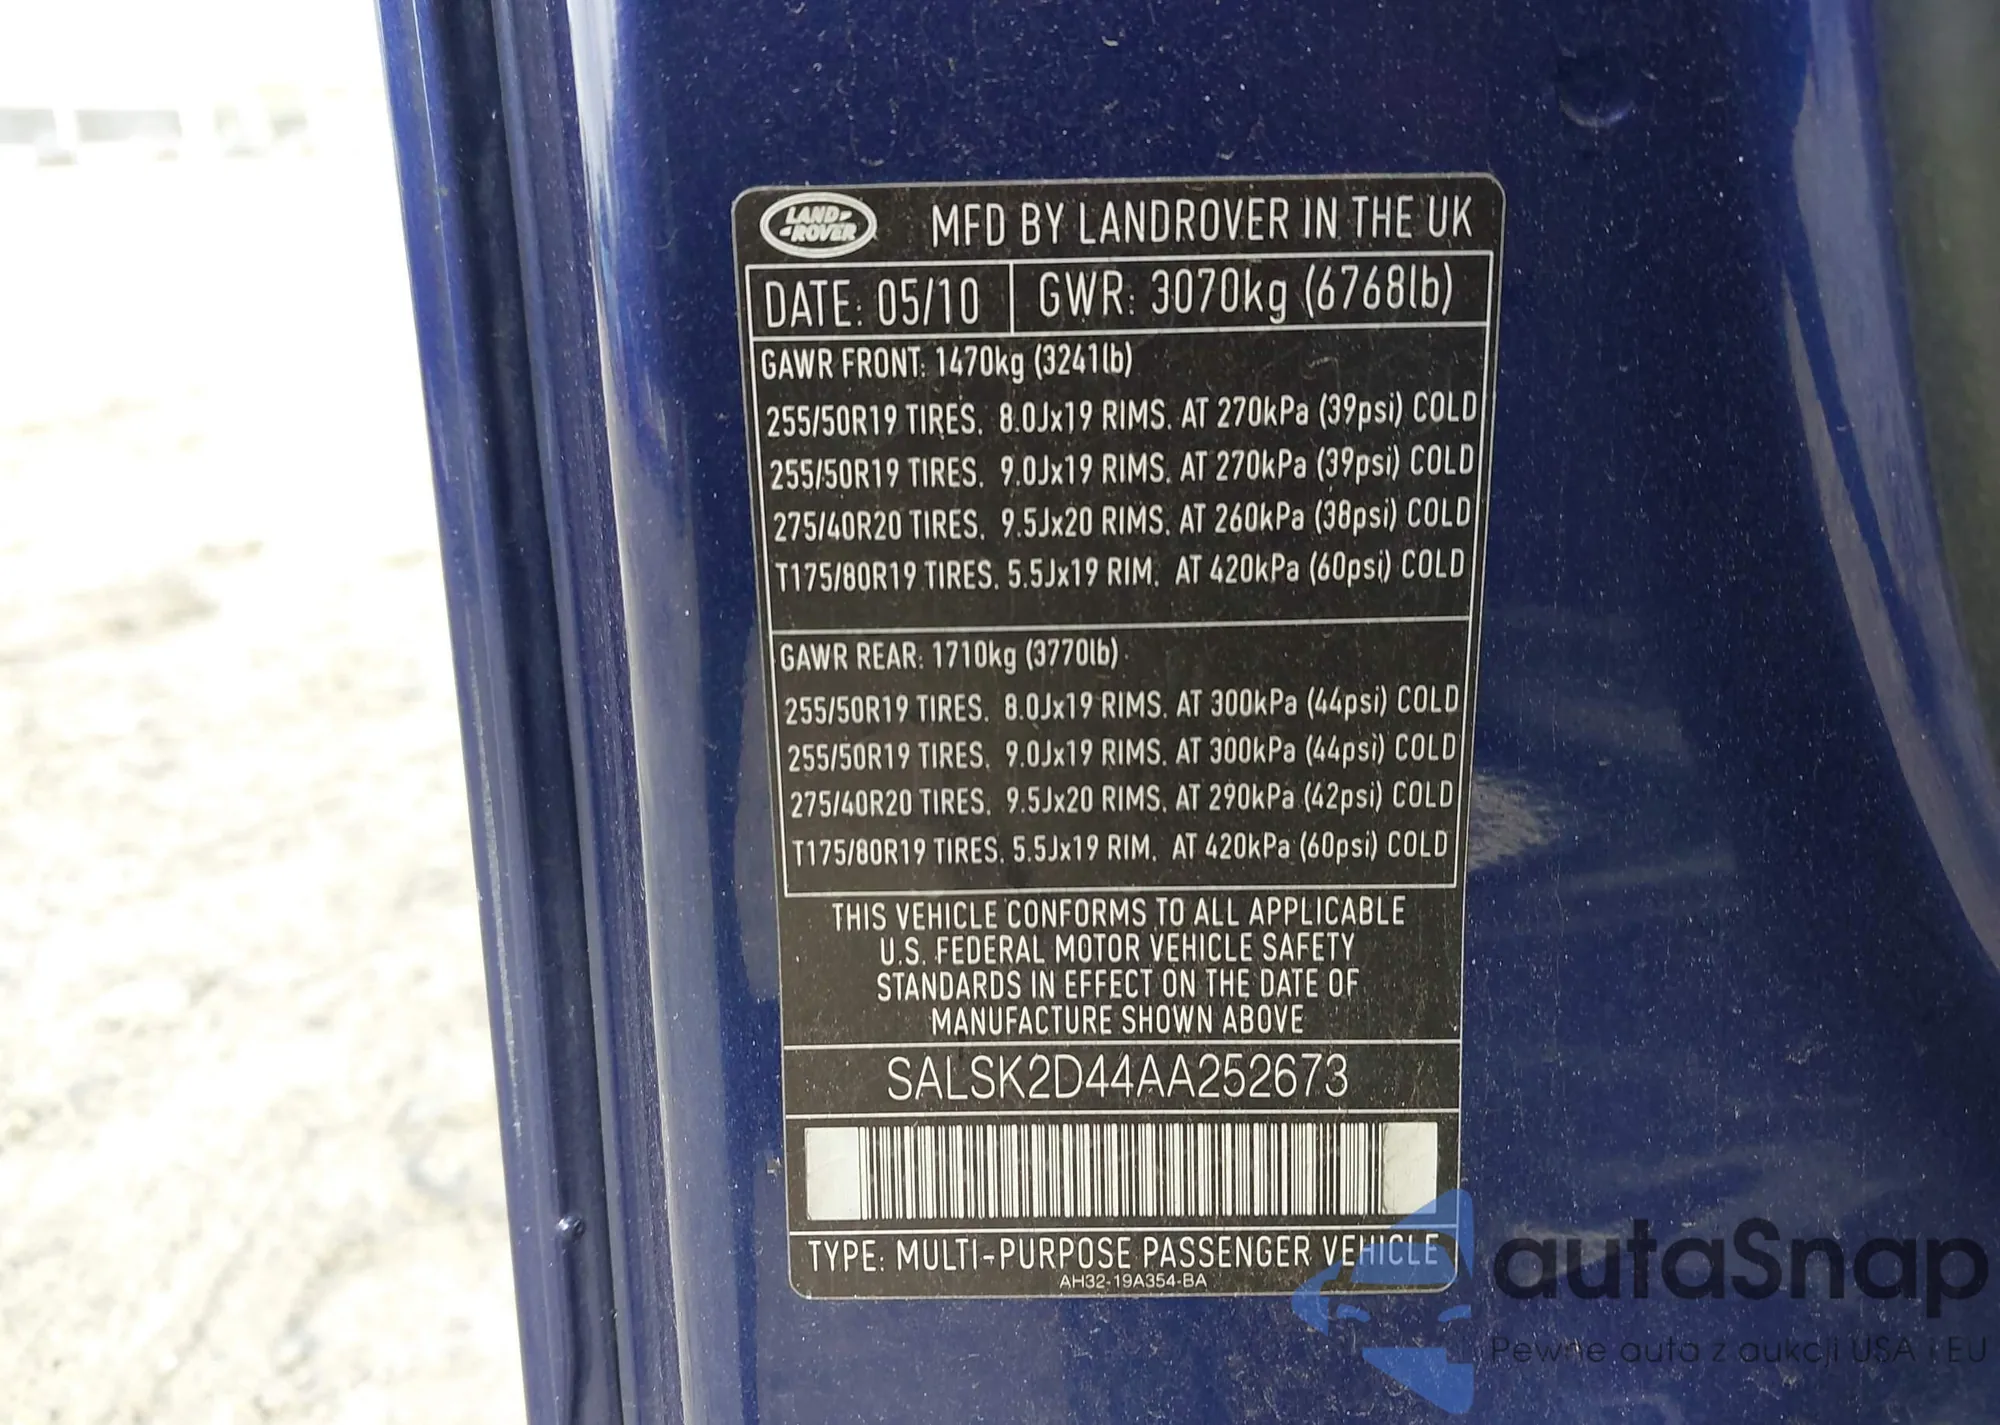 LAND-
-ROVER
MFD BY LANDROVER IN THE UK
DATE: 05/10 GWR: 3070kg (6768lb)
GAWR FRONT: 1470kg (3241lb)
255/50R19 TIRES. 8.0Jx19 RIMS. AT 270kPa (39psi) COLD
255/50R19 TIRES. 9.0Jx19 RIMS. AT 270kPa (39psi) COLD
275/40R20 TIRES. 9.5Jx20 RIMS. AT 260kPa (38psi) COLD
T175/80R19 TIRES. 5.5Jx19 RIM. AT 420kPa (60psi) COLD
GAWR REAR: 1710kg (3770lb)
255/50R19 TIRES. 8.0Jx19 RIMS. AT 300kPa (44psi) COLD
255/50R19 TIRES. 9.0Jx19 RIMS. AT 300kPa (44psi) COLD
275/40R20 TIRES. 9.5Jx20 RIMS. AT 290kPa (42psi) COLD
T175/80R19 TIRES. 5.5Jx19 RIM. AT 420kPa (60psi) COLD
THIS VEHICLE CONFORMS TO ALL APPLICABLE
U.S. FEDERAL MOTOR VEHICLE SAFETY
STANDARDS IN EFFECT ON THE DATE OF
MANUFACTURE SHOWN ABOVE
SALSK2D44AA252673
TYPE: MULTI-PURPOSE PASSENGER VEHICLE
AH32-19A354-BA
autaSnap
Pewne auta z aukcji USA i EU